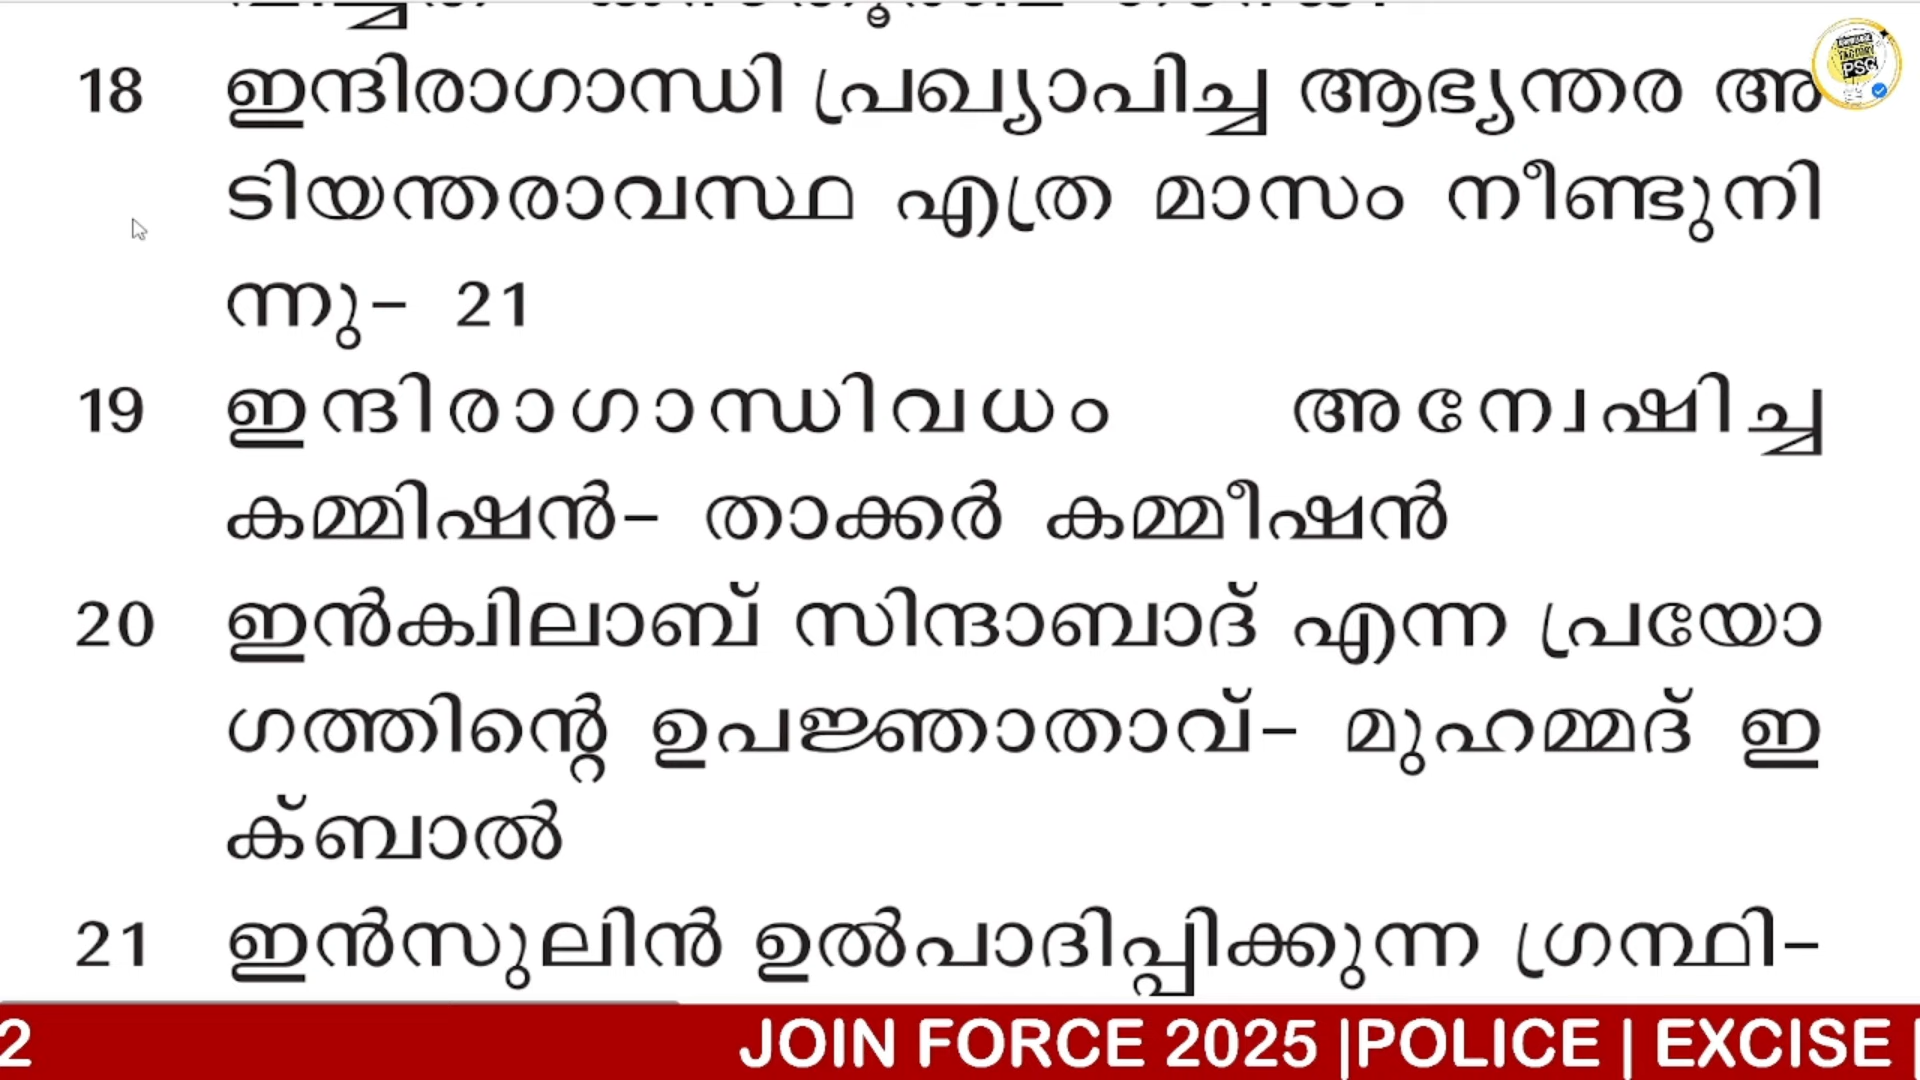 18 ഇന്ദിരാഗാന്ധി പ്രഖ്യാപിച്ച ആഭ്യന്തര അ
ടിയന്തരാവസ്ഥ എത്ര മാസം നീണ്ടുനി
ന്നു- 21
19 ഇന്ദിരാഗാന്ധിവധം അന്വേഷിച്ച
കമ്മിഷൻ- താക്കർ കമ്മീഷൻ
20 ഇൻക്വിലാബ് സിന്ദാബാദ് എന്ന പ്രയോ
ഗത്തിന്റെ ഉപജ്ഞാതാവ്- മുഹമ്മദ് ഇ
ക്ബാൽ
21 ഇൻസുലിൻ ഉൽപാദിപ്പിക്കുന്ന ഗ്രന്ഥി-
2 JOIN FORCE 2025 |POLICE | EXCISE |
PSC